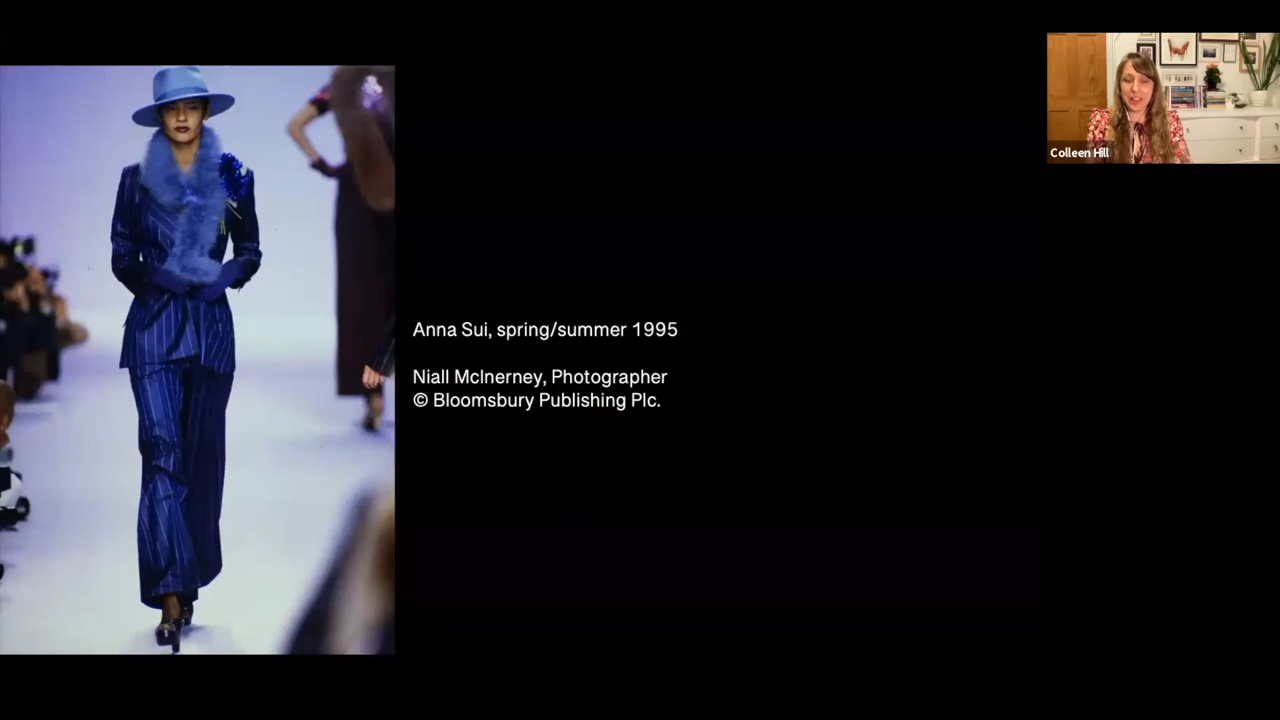 Colleen Hill
Anna Sui, spring/summer 1995
Niall McInerney, Photographer
© Bloomsbury Publishing Plc.